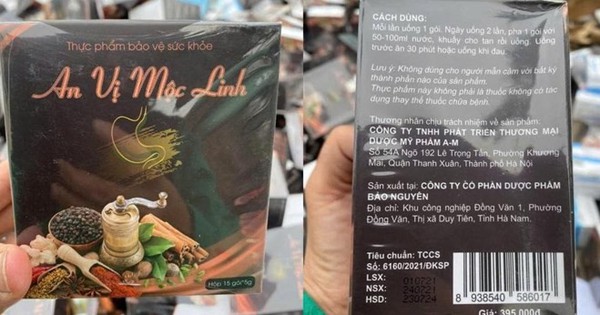 Thực phẩm bảo vệ sức khỏe
An Vị Mộc Linh
Hộp 15 gói*5g
CÁCH DÙNG:
Mỗi lần uống 1 gói. Ngày uống 2 lần, pha 1 gói với
50-100ml nước, khuấy cho tan rồi uống. Uống
trước ăn 30 phút hoặc uống khi đau
Lưu ý: Không dùng cho người mẫn cảm với bất kỳ
thành phần nào của sản phẩm.
Thực phẩm này không phải là thuốc không có tác
dụng thay thế thuốc chữa bệnh.
Thương nhân chịu trách nhiệm về sản phẩm:
CÔNG TY TNHH PHÁT TRIỂN THƯƠNG MẠI
DƯỢC MỸ PHẨM A-M
Số 54A Ngõ 192 Lê Trọng Tấn, Phường Khương
Mai, Quận Thanh Xuân, Thành phố Hà Nội
Sản xuất tại: CÔNG TY CỔ PHẦN DƯỢC PHẨM
BẢO NGUYÊN
Địa chỉ: Khu công nghiệp Đồng Văn 1, Phường
Đồng Văn, Thị xã Duy Tiên, Tỉnh Hà Nam.
Tiêu chuẩn: TCCS
Số: 6160/2021/ĐKSP
LSX: 010721
NSX: 240721
HSD: 230724
8 938540 586017
Giá: 395.000đ